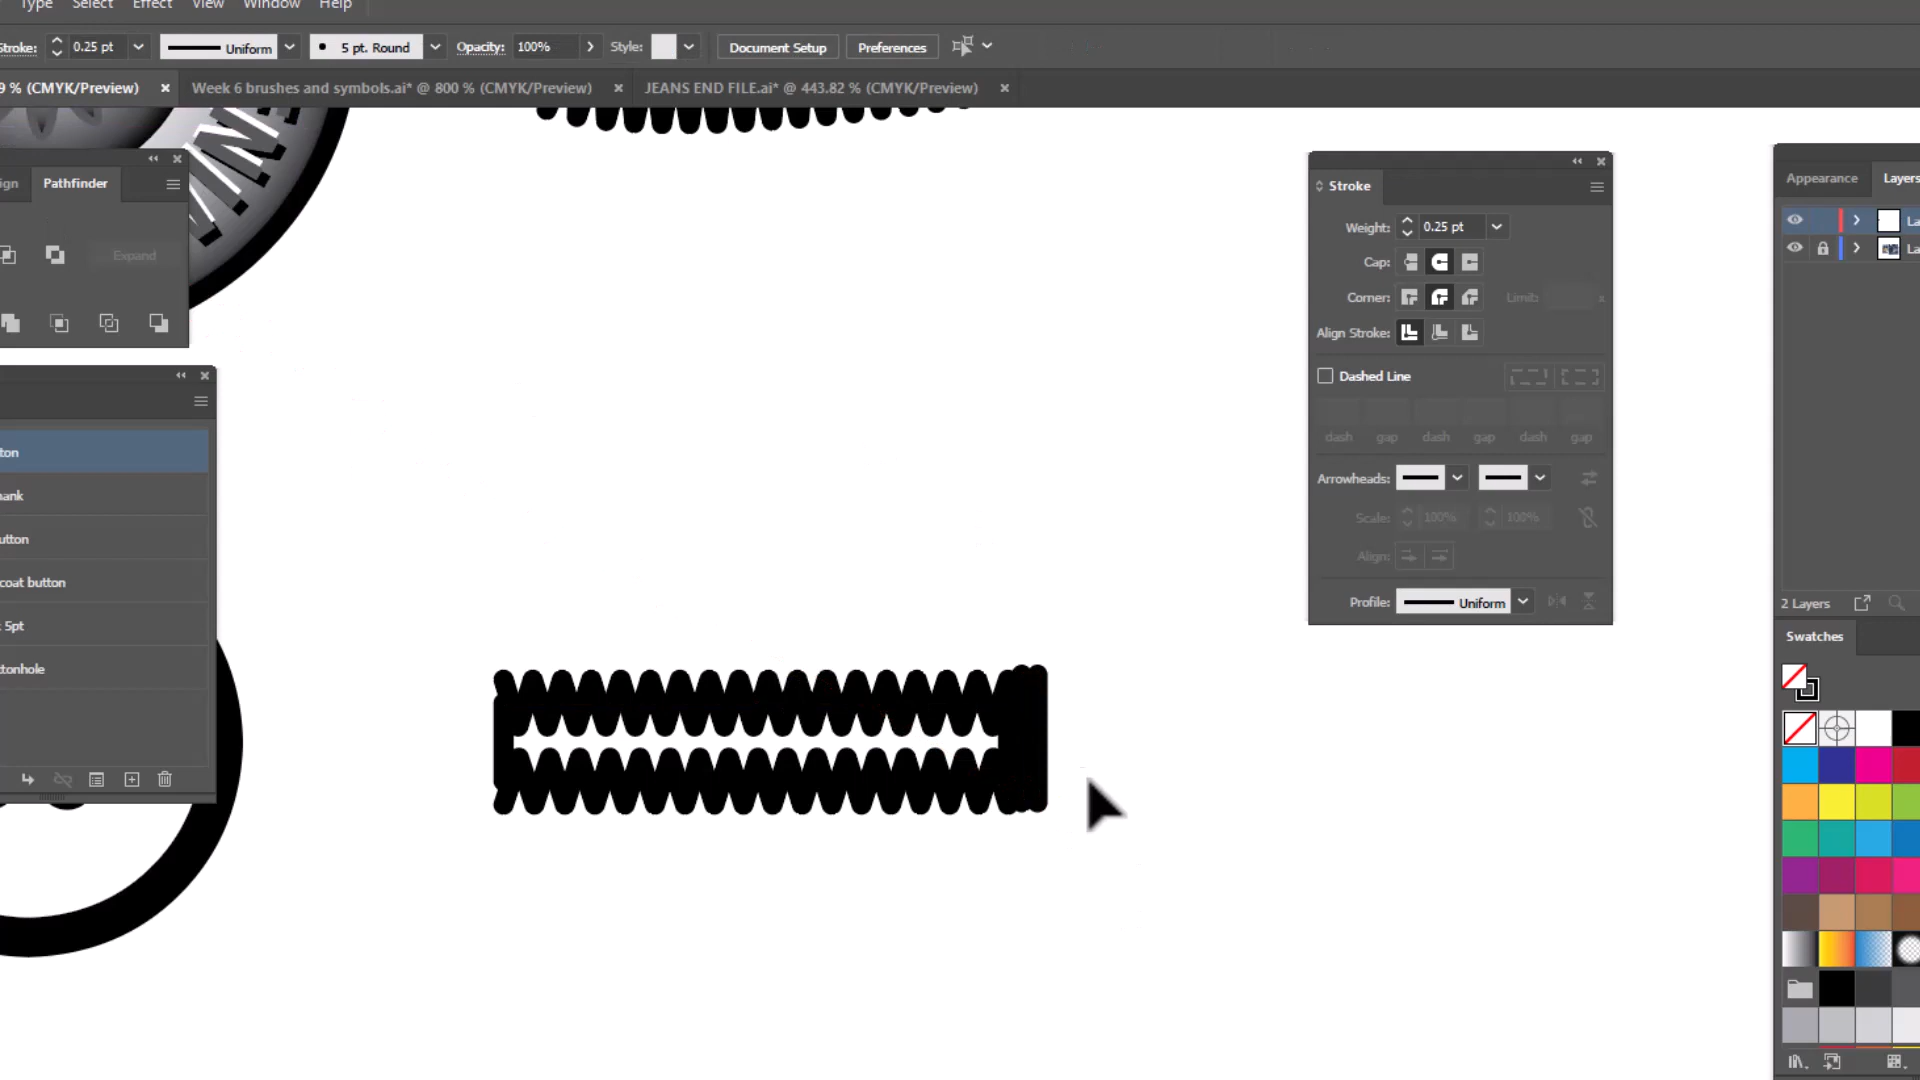 Type Select Effect View Window Help
Stroke: 0.25 pt Uniform 5 pt. Round Opacity: 100% Style: Document Setup Preferences
9 % (CMYK/Preview) × Week 6 brushes and symbols.ai* @ 800 % (CMYK/Preview) × JEANS END FILE.ai* @ 443.82 % (CMYK/Preview) ×
ign Pathfinder
Expand
ton
hank
utton
coat button
5pt
ttonhole
Stroke
Weight: 0.25 pt
Cap:
Corner: Limit: x
Align Stroke:
Dashed Line
dash gap dash gap dash gap
Arrowheads:
Scale: 100% 100%
Align:
Profile: Uniform
Appearance Layers
La
La
2 Layers
Swatches